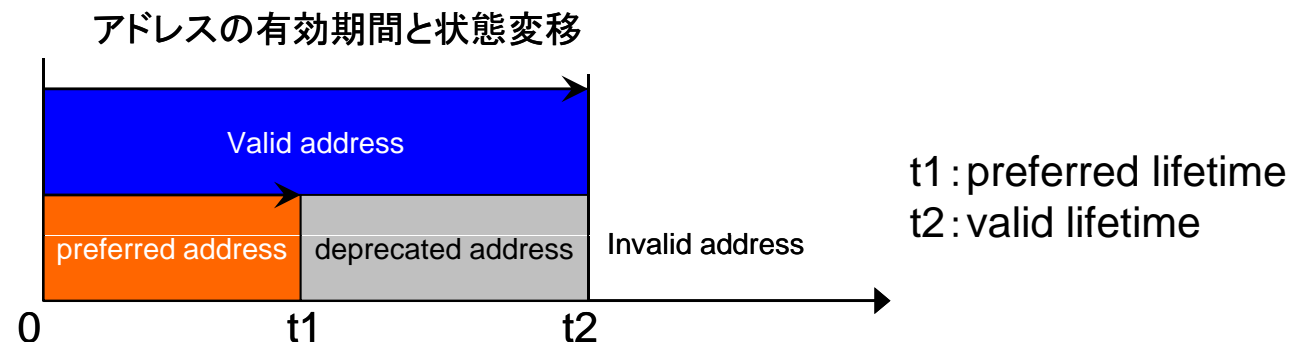 アドレスの有効期間と状態変移
Valid address
t1：preferred lifetime
t2：valid lifetime
preferred address
deprecated address
Invalid address
0
t1
t2